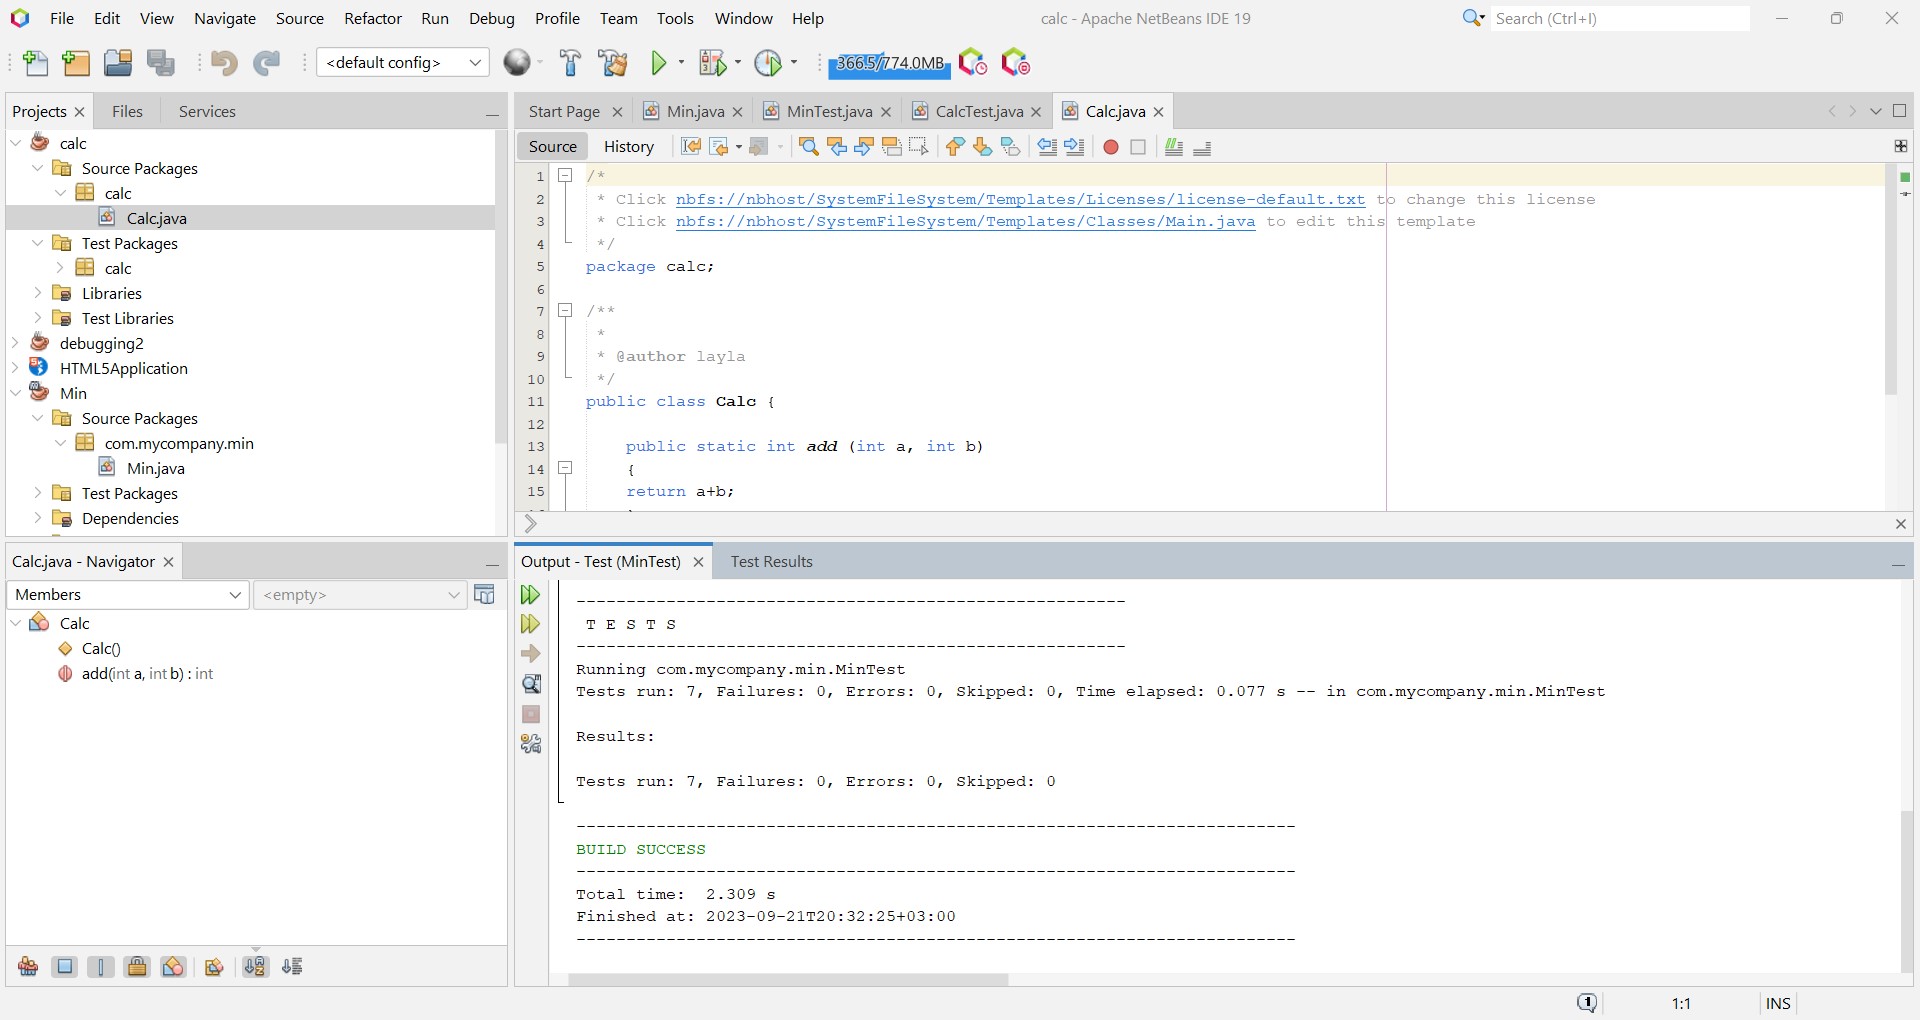 File Edit View Navigate Source Refactor Run Debug Profile Team Tools Window Help
calc - Apache NetBeans IDE 19
Search (Ctrl+I)
<default config>
366.5/774.0MB
Projects
Files
Services
calc
Source Packages
calc
Calc.java
Test Packages
calc
Libraries
Test Libraries
debugging2
HTML5Application
Min
Source Packages
com.mycompany.min
Min.java
Test Packages
Dependencies
Start Page
Min.java
MinTest.java
CalcTest.java
Calc.java
Source
History
1 /*
2 * Click nbfs://nbhost/SystemFileSystem/Templates/Licenses/license-default.txt to change this license
3 * Click nbfs://nbhost/SystemFileSystem/Templates/Classes/Main.java to edit this template
4 */
5 package calc;
6
7 /**
8 *
9 * @author layla
10 */
11 public class Calc {
12
13 public static int add (int a, int b)
14 {
15 return a+b;
Calc.java - Navigator
Members
<empty>
Calc
Calc()
add(int a, int b) : int
Output - Test (MinTest)
Test Results
-------------------------------------------------------
T E S T S
-------------------------------------------------------
Running com.mycompany.min.MinTest
Tests run: 7, Failures: 0, Errors: 0, Skipped: 0, Time elapsed: 0.077 s -- in com.mycompany.min.MinTest
Results:
Tests run: 7, Failures: 0, Errors: 0, Skipped: 0
------------------------------------------------------------------------
BUILD SUCCESS
------------------------------------------------------------------------
Total time: 2.309 s
Finished at: 2023-09-21T20:32:25+03:00
------------------------------------------------------------------------
1
1:1
INS